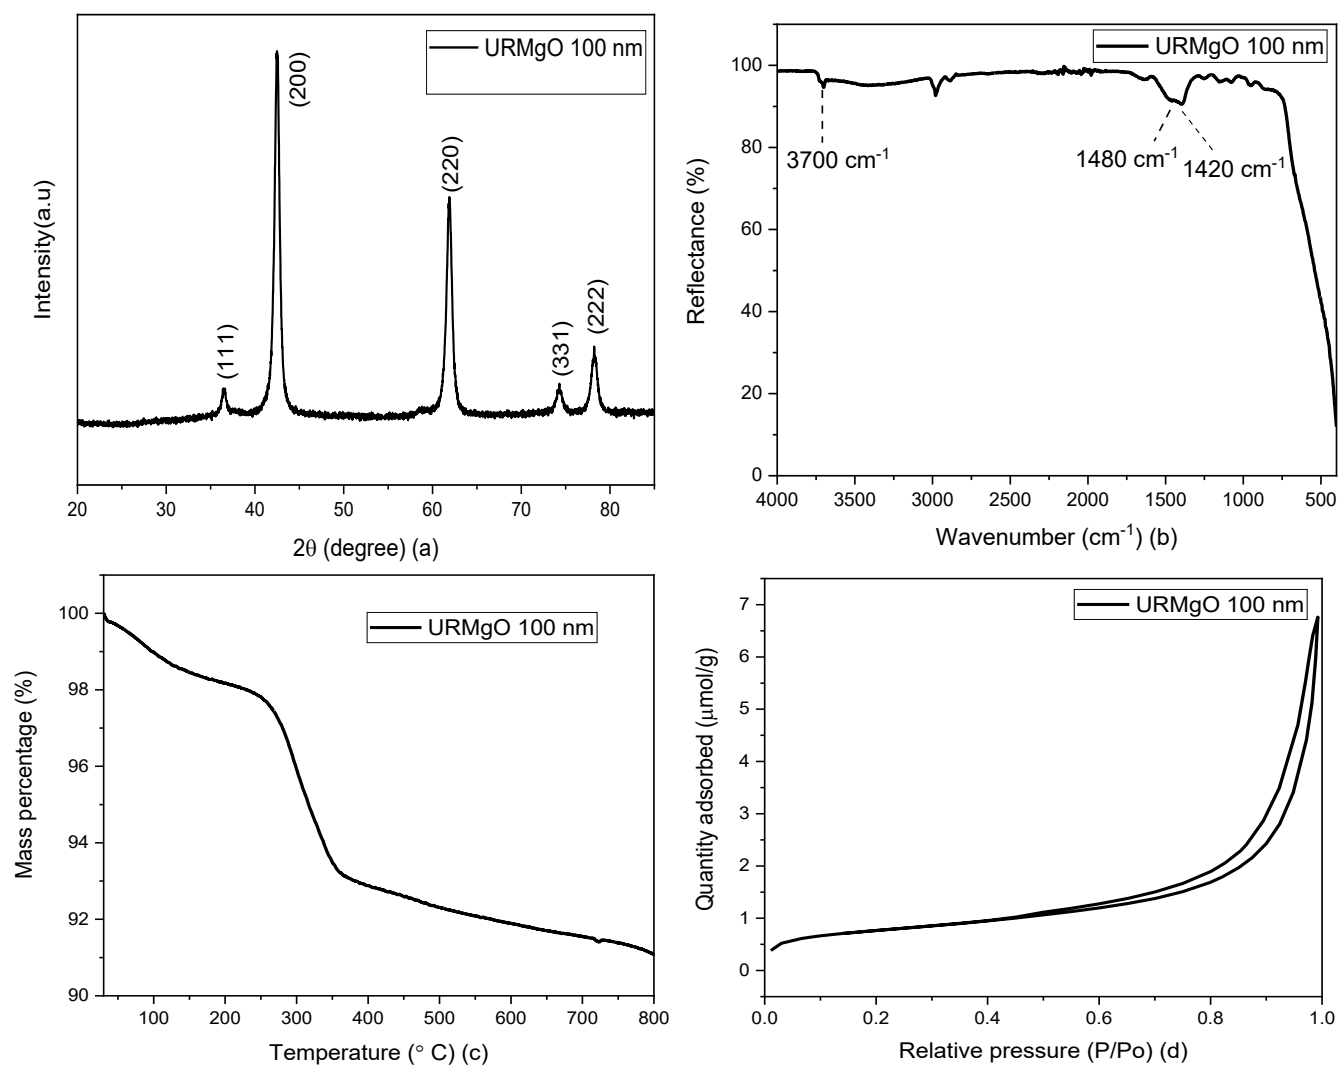 URMgO 100 nm
(111)
(200)
(220)
(331)
(222)
Intensity(a.u)
20 30 40 50 60 70 80
2θ (degree) (a)
URMgO 100 nm
100
80
60
40
20
0
3700 cm⁻¹
1480 cm⁻¹
1420 cm⁻¹
Reflectance (%)
4000 3500 3000 2500 2000 1500 1000 500
Wavenumber (cm⁻¹) (b)
URMgO 100 nm
100
98
96
94
92
90
Mass percentage (%)
100 200 300 400 500 600 700 800
Temperature (° C) (c)
URMgO 100 nm
7
6
5
4
3
2
1
0
Quantity adsorbed (μmol/g)
0.0 0.2 0.4 0.6 0.8 1.0
Relative pressure (P/Po) (d)